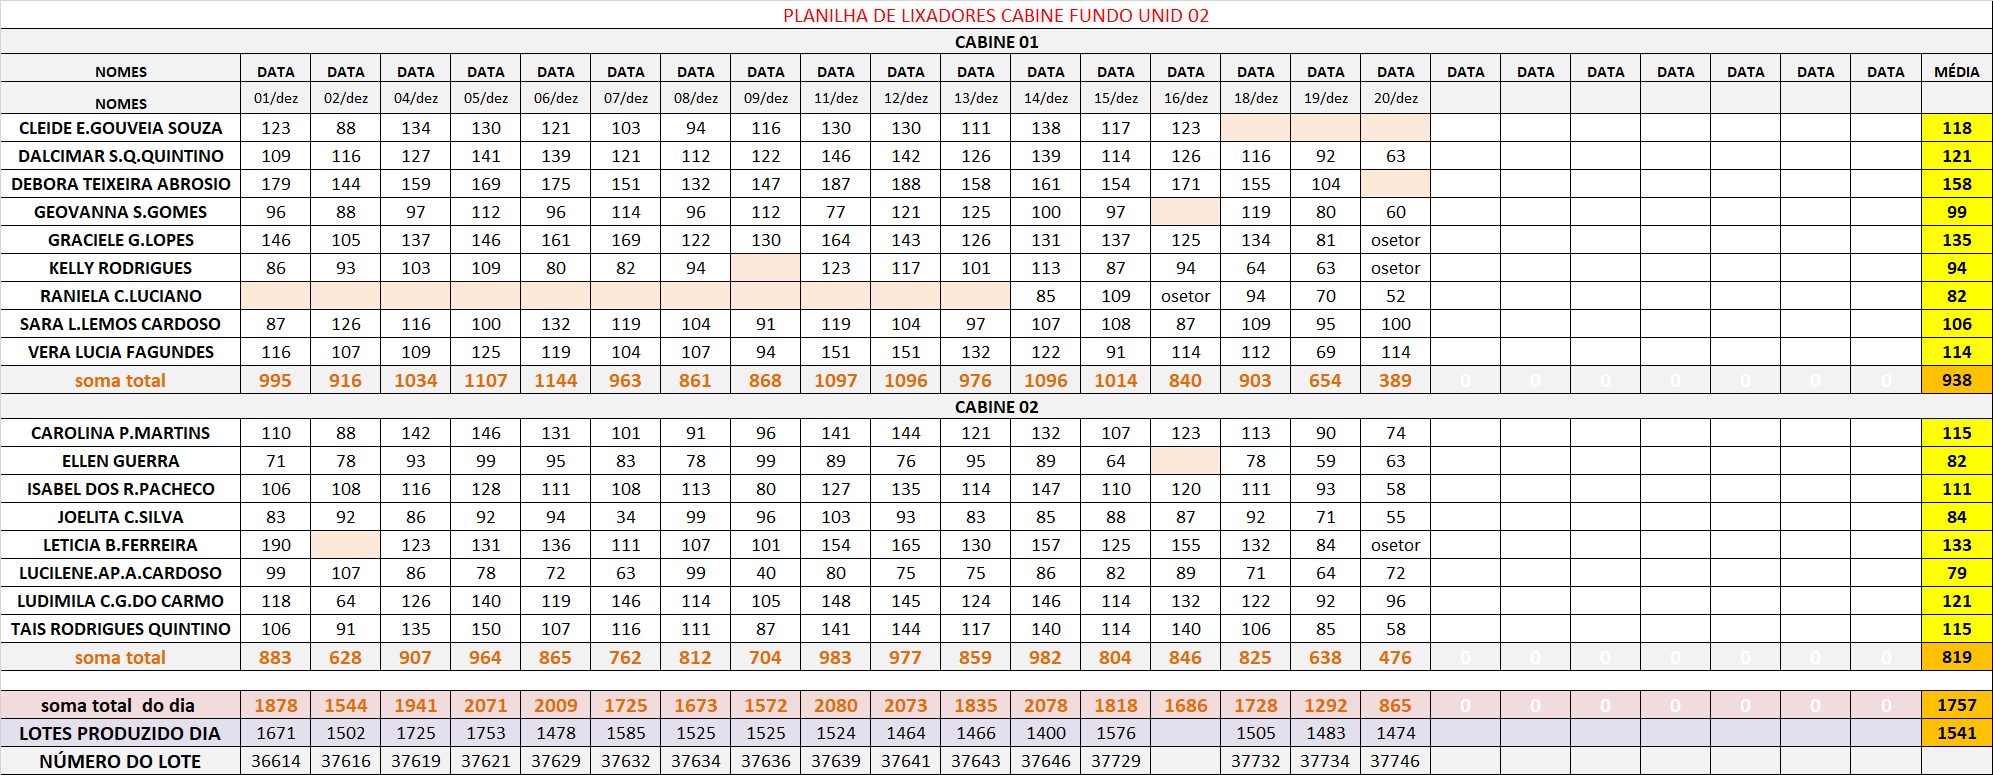 PLANILHA DE LIXADORES CABINE FUNDO UNID 02
CABINE 01
NOMES DATA DATA DATA DATA DATA DATA DATA DATA DATA DATA DATA DATA DATA DATA DATA DATA DATA DATA DATA DATA DATA DATA DATA DATA MÉDIA
NOMES 01/dez 02/dez 04/dez 05/dez 06/dez 07/dez 08/dez 09/dez 11/dez 12/dez 13/dez 14/dez 15/dez 16/dez 18/dez 19/dez 20/dez
CLEIDE E.GOUVEIA SOUZA 123 88 134 130 121 103 94 116 130 130 111 138 117 123 118
DALCIMAR S.Q.QUINTINO 109 116 127 141 139 121 112 122 146 142 126 139 114 126 116 92 63 121
DEBORA TEIXEIRA ABROSIO 179 144 159 169 175 151 132 147 187 188 158 161 154 171 155 104 158
GEOVANNA S.GOMES 96 88 97 112 96 114 96 112 77 121 125 100 97 119 80 60 99
GRACIELE G.LOPES 146 105 137 146 161 169 122 130 164 143 126 131 137 125 134 81 osetor 135
KELLY RODRIGUES 86 93 103 109 80 82 94 123 117 101 113 87 94 64 63 osetor 94
RANIELA C.LUCIANO 85 109 osetor 94 70 52 82
SARA L.LEMOS CARDOSO 87 126 116 100 132 119 104 91 119 104 97 107 108 87 109 95 100 106
VERA LUCIA FAGUNDES 116 107 109 125 119 104 107 94 151 151 132 122 91 114 112 69 114 114
soma total 995 916 1034 1107 1144 963 861 868 1097 1096 976 1096 1014 840 903 654 389 0 0 0 0 0 0 0 938
CABINE 02
CAROLINA P.MARTINS 110 88 142 146 131 101 91 96 141 144 121 132 107 123 113 90 74 115
ELLEN GUERRA 71 78 93 99 95 83 78 99 89 76 95 89 64 78 59 63 82
ISABEL DOS R.PACHECO 106 108 116 128 111 108 113 80 127 135 114 147 110 120 111 93 58 111
JOELITA C.SILVA 83 92 86 92 94 34 99 96 103 93 83 85 88 87 92 71 55 84
LETICIA B.FERREIRA 190 123 131 136 111 107 101 154 165 130 157 125 155 132 84 osetor 133
LUCILENE.AP.A.CARDOSO 99 107 86 78 72 63 99 40 80 75 75 86 82 89 71 64 72 79
LUDIMILA C.G.DO CARMO 118 64 126 140 119 146 114 105 148 145 124 146 114 132 122 92 96 121
TAIS RODRIGUES QUINTINO 106 91 135 150 107 116 111 87 141 144 117 140 114 140 106 85 58 115
soma total 883 628 907 964 865 762 812 704 983 977 859 982 804 846 825 638 476 0 0 0 0 0 0 0 819
soma total do dia 1878 1544 1941 2071 2009 1725 1673 1572 2080 2073 1835 2078 1818 1686 1728 1292 865 0 0 0 0 0 0 0 1757
LOTES PRODUZIDO DIA 1671 1502 1725 1753 1478 1585 1525 1525 1524 1464 1466 1400 1576 1505 1483 1474 1541
NÚMERO DO LOTE 36614 37616 37619 37621 37629 37632 37634 37636 37639 37641 37643 37646 37729 37732 37734 37746